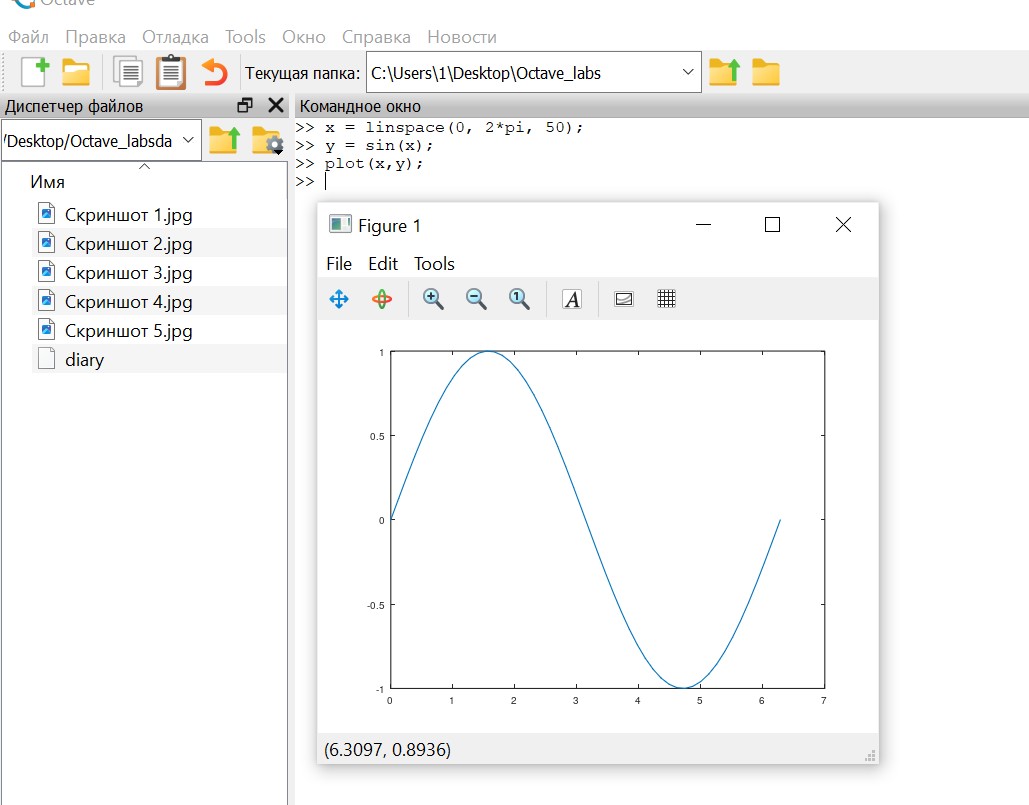 Octave
Файл Правка Отладка Tools Окно Справка Новости
Текущая папка: C:\Users\1\Desktop\Octave_labs
Диспетчер файлов
/Desktop/Octave_labsda
Имя
Скриншот 1.jpg
Скриншот 2.jpg
Скриншот 3.jpg
Скриншот 4.jpg
Скриншот 5.jpg
diary
Командное окно
>> x = linspace(0, 2*pi, 50);
>> y = sin(x);
>> plot(x,y);
>>
Figure 1
File Edit Tools
1
A
1
0.5
0
-0.5
-1
0 1 2 3 4 5 6 7
(6.3097, 0.8936)